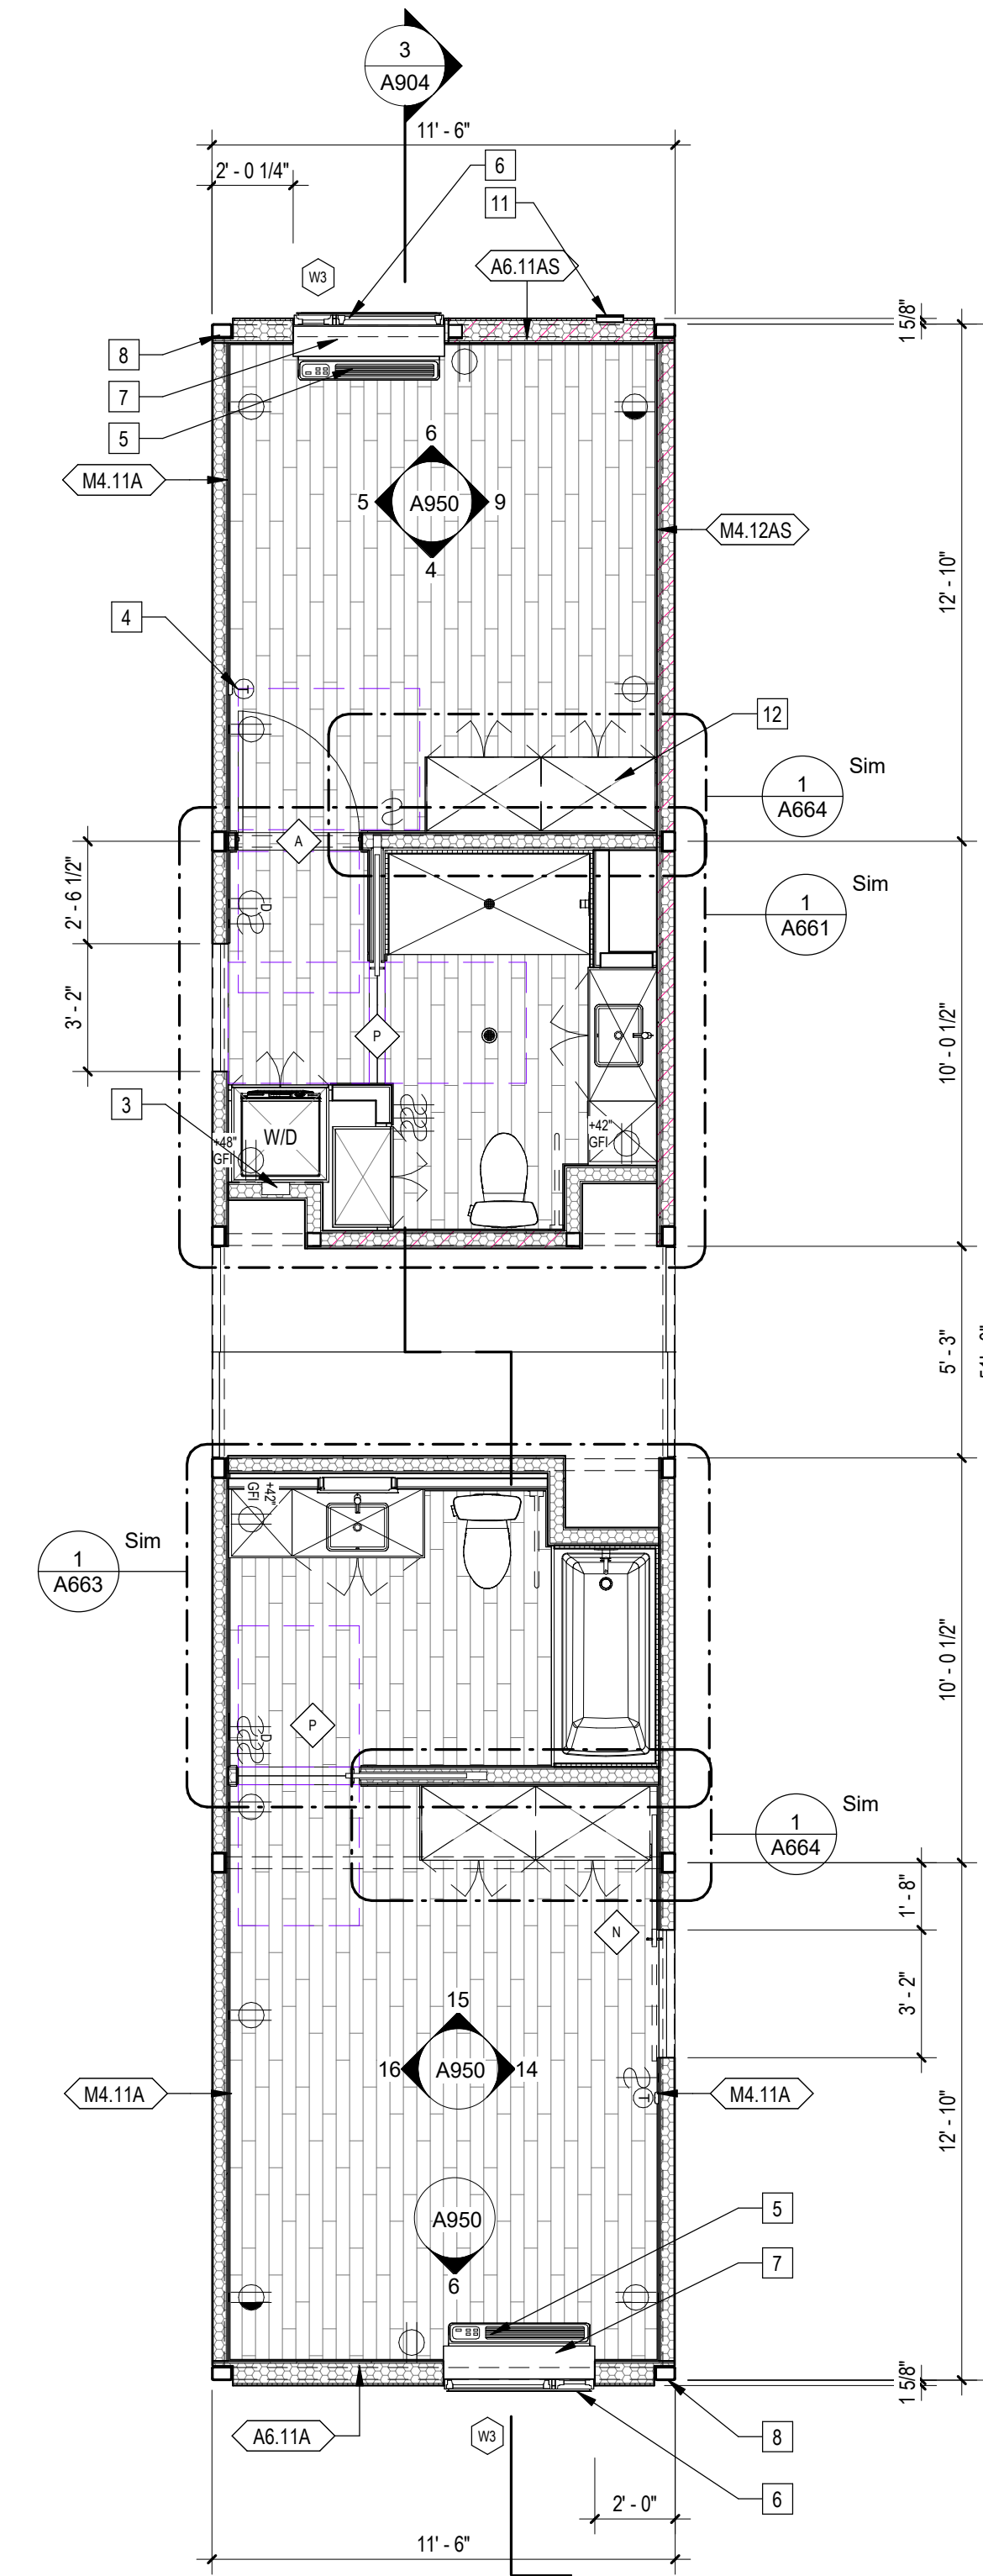 3
A904
11' - 6"
2' - 0 1/4"
6
11
W3
A6.11AS
1 5/8"
8
7
5
6
5
A950
9
4
M4.11A
M4.12AS
12' - 10"
4
12
1
A664
Sim
A
2' - 6 1/2"
D
1
A661
Sim
3' - 2"
P
10' - 0 1/2"
3
W/D
+48"
GFI
+42"
GFI
5' - 3"
+42"
GFI
1
A663
Sim
10' - 0 1/2"
P
D
1
A664
Sim
1' - 8"
N
3' - 2"
15
16
A950
14
M4.11A
M4.11A
12' - 10"
A950
6
5
7
1 5/8"
A6.11A
W3
8
6
2' - 0"
11' - 6"